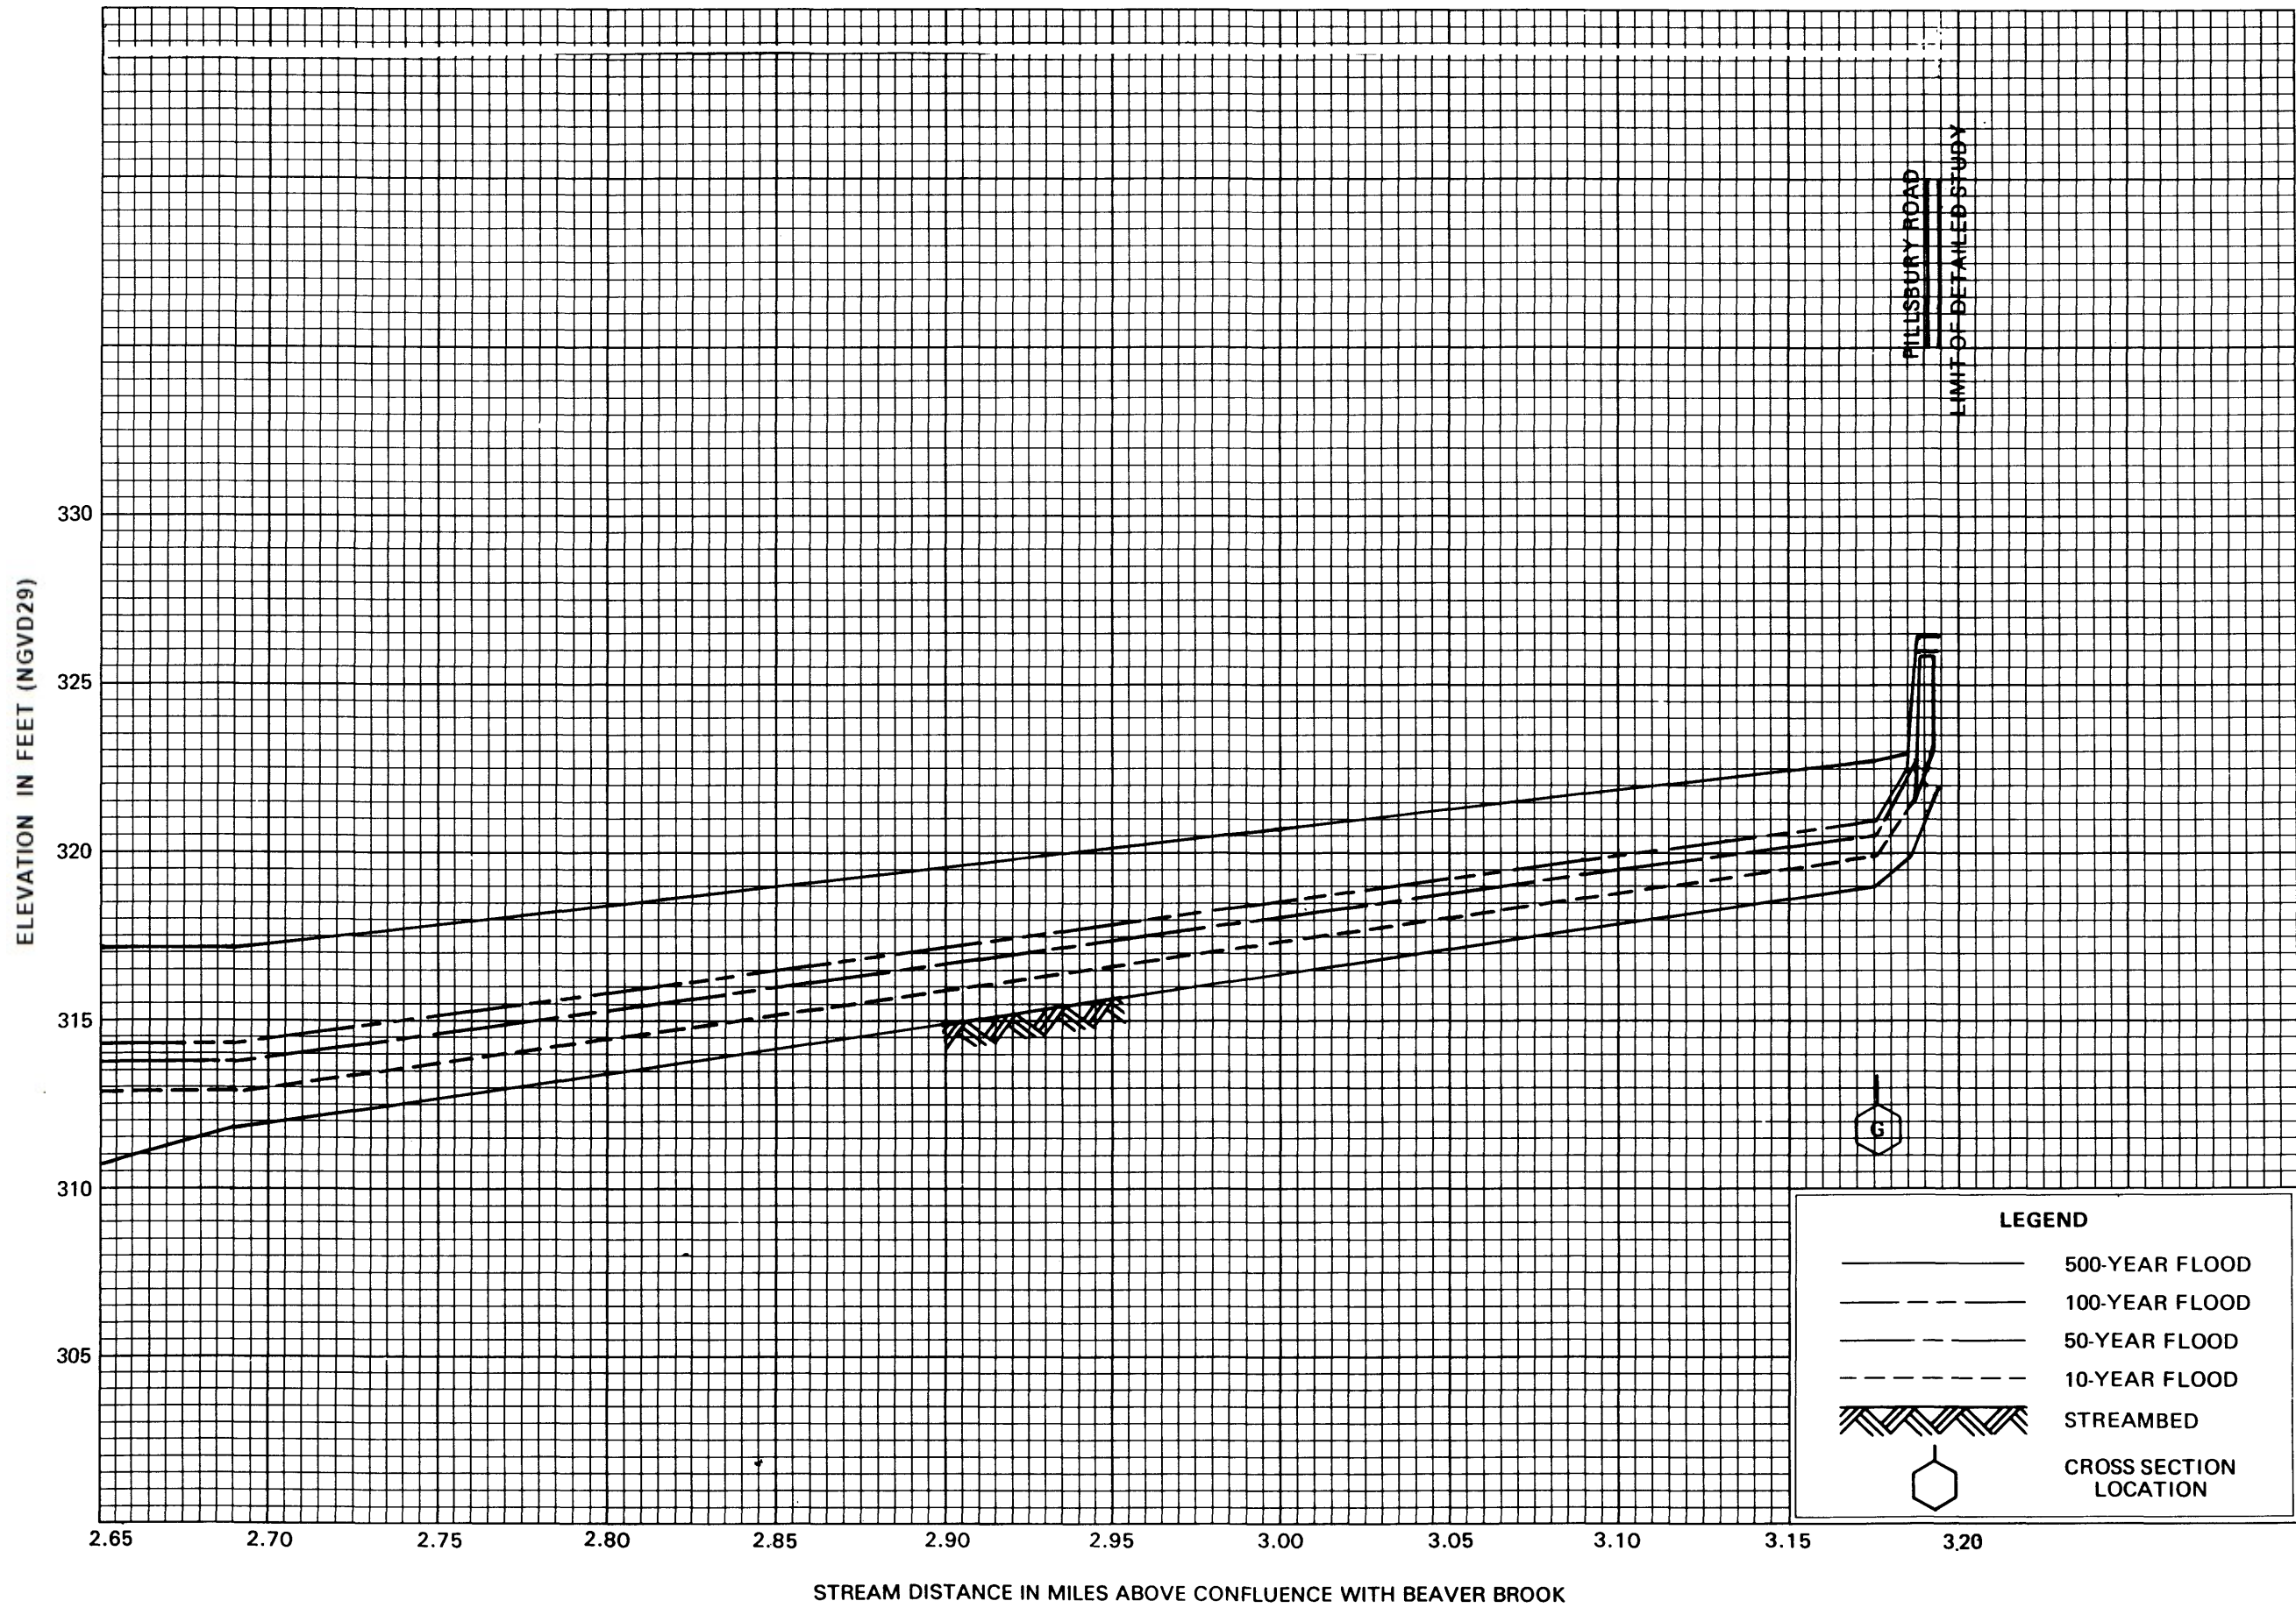 PILLSBURY ROAD
LIMIT OF DETAILED STUDY
ELEVATION IN FEET (NGVD29)
330
325
320
315
310
305
G
LEGEND
500-YEAR FLOOD
100-YEAR FLOOD
50-YEAR FLOOD
10-YEAR FLOOD
STREAMBED
CROSS SECTION
LOCATION
2.65 2.70 2.75 2.80 2.85 2.90 2.95 3.00 3.05 3.10 3.15 3.20
STREAM DISTANCE IN MILES ABOVE CONFLUENCE WITH BEAVER BROOK